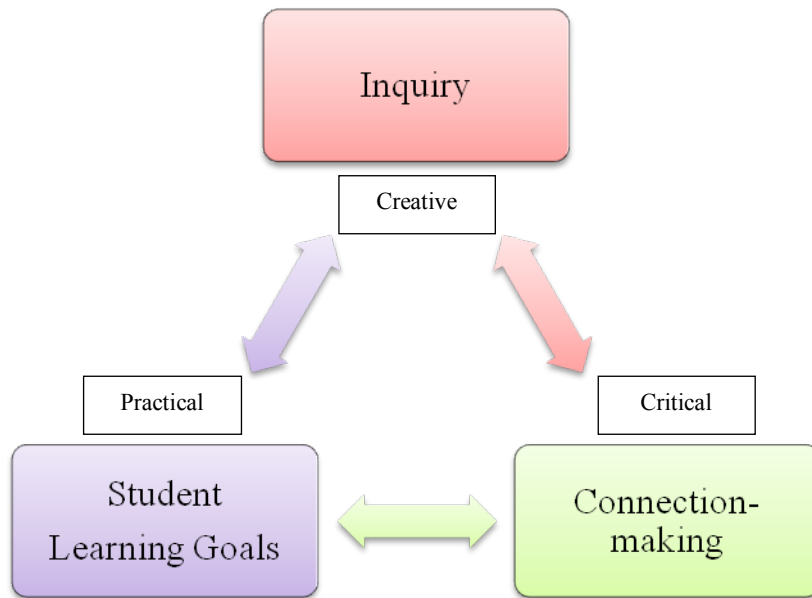 Inquiry
Creative
Practical
Critical
Student
Learning Goals
Connection-
making